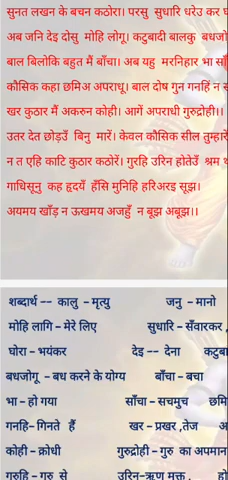 सुनत लखन के बचन कठोरा। परसु सुधारि धरेउ कर घ
अब जनि देइ दोसु मोहि लोगू। कटुबादी बालकु बधजो
बाल बिलोकि बहुत मैं बाँचा। अब यहु मरनिहार भा साँ
कौसिक कहा छमिअ अपराधू। बाल दोष गुन गनहिं न स
खर कुठार मैं अकरुन कोही। आगें अपराधी गुरुद्रोही।।
उतर देत छोड़उँ बिनु मारें। केवल कौसिक सील तुम्हारे
न त एहि काटि कुठार कठोरें। गुरहि उरिन होतेउँ श्रम थ
गाधिसूनु कह हृदयँ हँसि मुनिहि हरिअरइ सूझ।
अयमय खाँड़ न ऊखमय अजहुँ न बूझ अबूझ।।
शब्दार्थ -- कालु – मृत्यु जनु – मानो
मोहि लागि – मेरे लिए सुधारि – सँवारकर ,
घोरा – भयंकर देइ -- देना कटुबा
बधजोगू – बध करने के योग्य बाँचा – बचा
भा – हो गया साँचा – सचमुच छमि
गनहि– गिनते हैं खर – प्रखर ,तेज अ
कोही – क्रोधी गुरुद्रोही – गुरु का अपमान
गुरुहि – गुरु से उरिन–ऋण मुक्त , हो